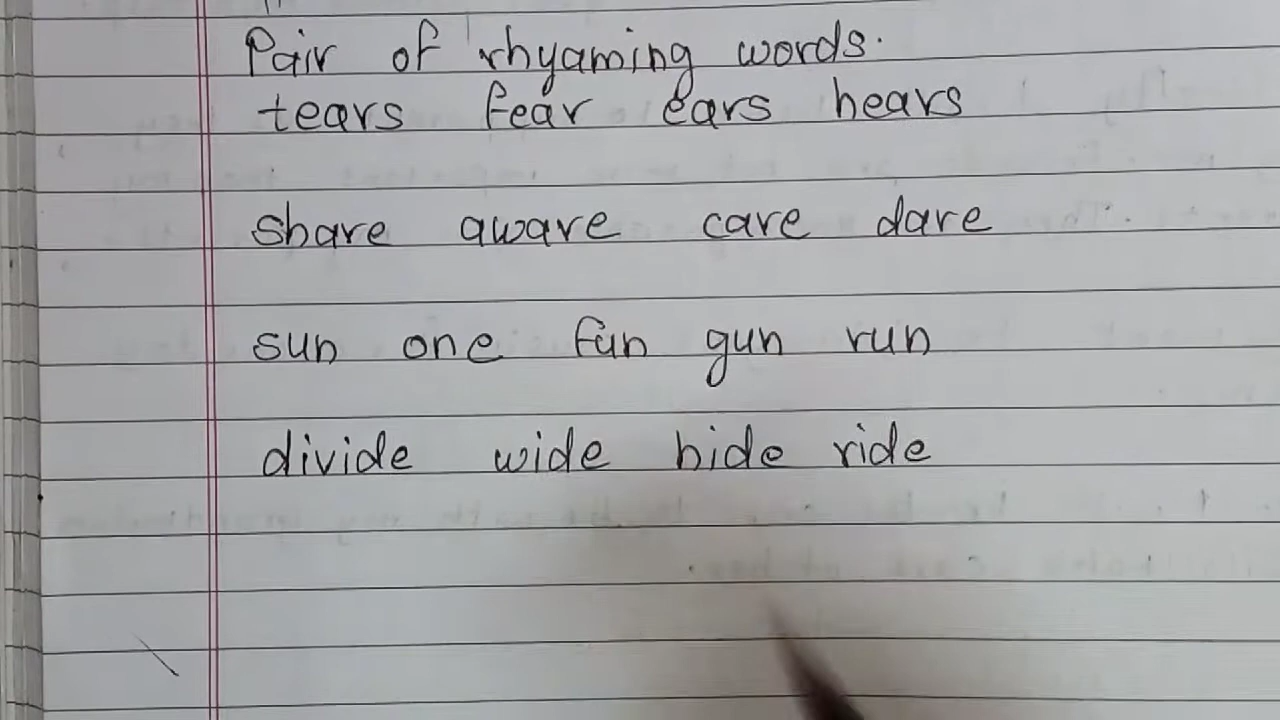 Pair of rhyaming words.
tears fear ears hears
share aware care dare
sun one fun gun run
divide wide hide ride